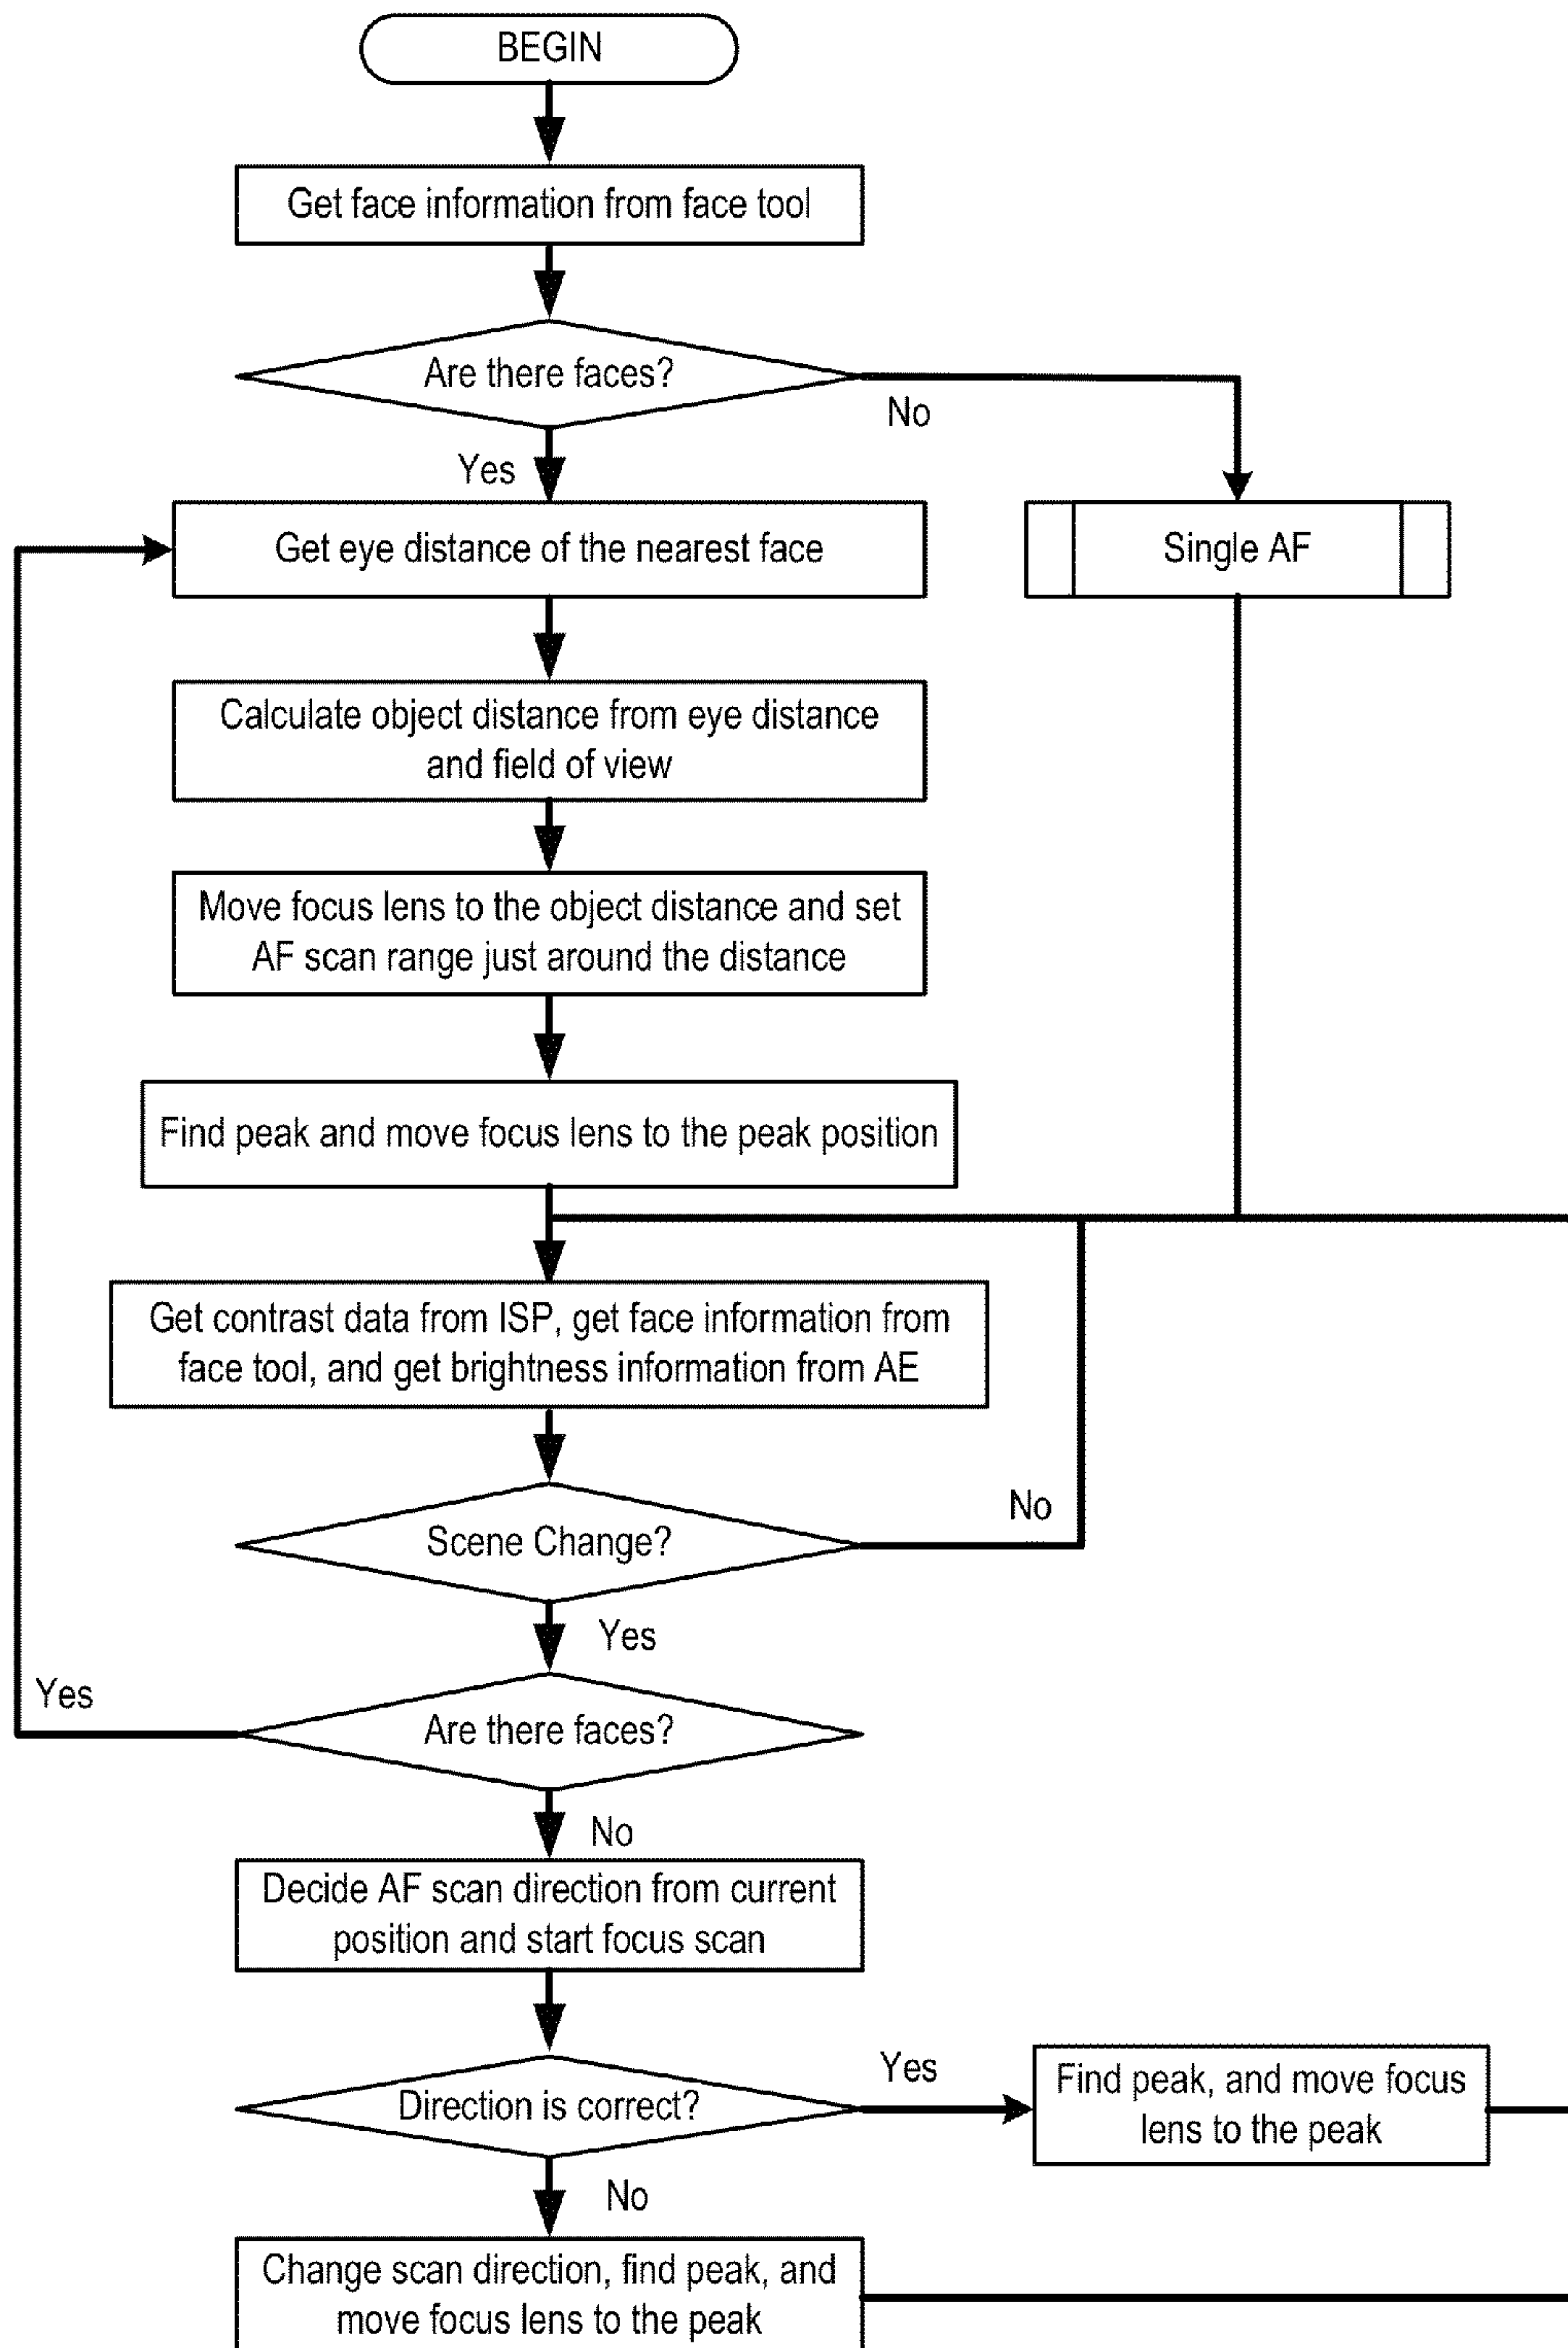 BEGIN
Get face information from face tool
Are there faces?
No
Yes
Get eye distance of the nearest face
Single AF
Calculate object distance from eye distance
and field of view
Move focus lens to the object distance and set
AF scan range just around the distance
Find peak and move focus lens to the peak position
Get contrast data from ISP, get face information from
face tool, and get brightness information from AE
No
Scene Change?
Yes
Yes
Are there faces?
No
Decide AF scan direction from current
position and start focus scan
Yes
Direction is correct?
Find peak, and move focus
lens to the peak
No
Change scan direction, find peak, and
move focus lens to the peak